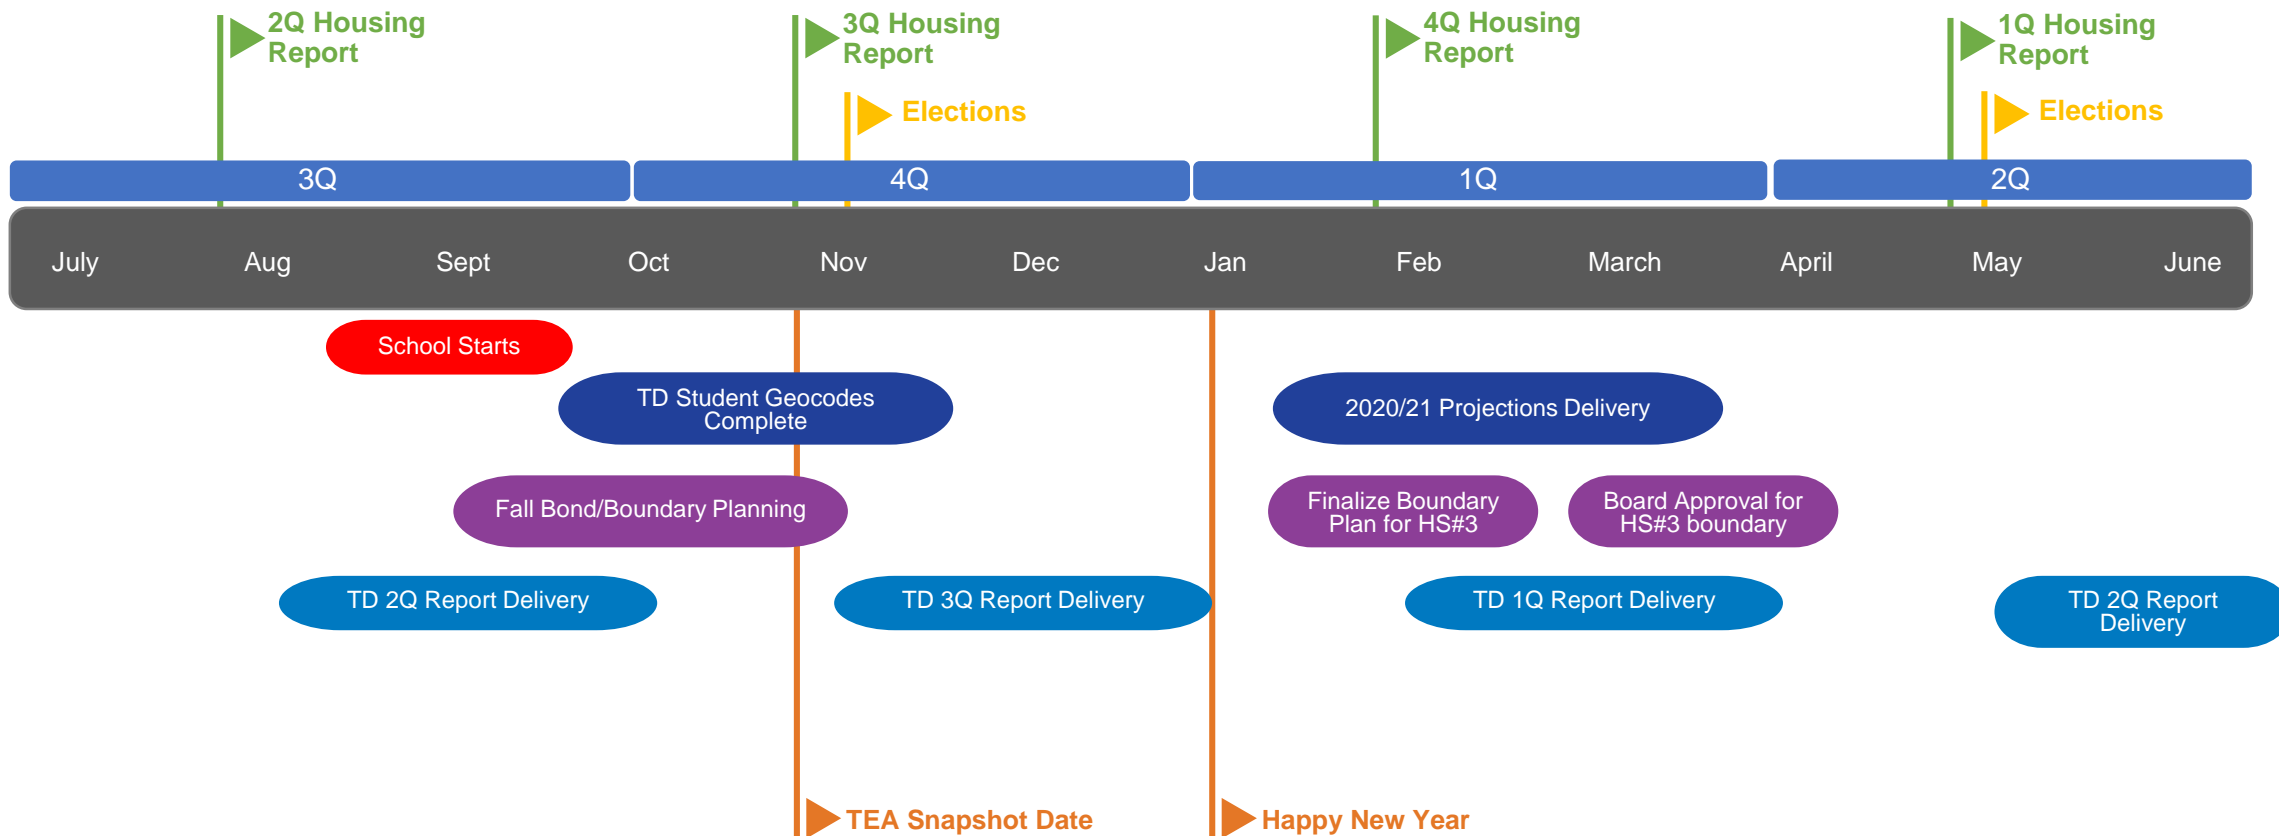 2Q Housing
Report
3Q Housing
Report
4Q Housing
Report
1Q Housing
Report
Elections
Elections
3Q
4Q
1Q
2Q
July
Aug
Sept
Oct
Nov
Dec
Jan
Feb
March
April
May
June
School Starts
TD Student Geocodes
Complete
2020/21 Projections Delivery
Fall Bond/Boundary Planning
Finalize Boundary
Plan for HS#3
Board Approval for
HS#3 boundary
TD 2Q Report Delivery
TD 3Q Report Delivery
TD 1Q Report Delivery
TD 2Q Report
Delivery
TEA Snapshot Date
Happy New Year